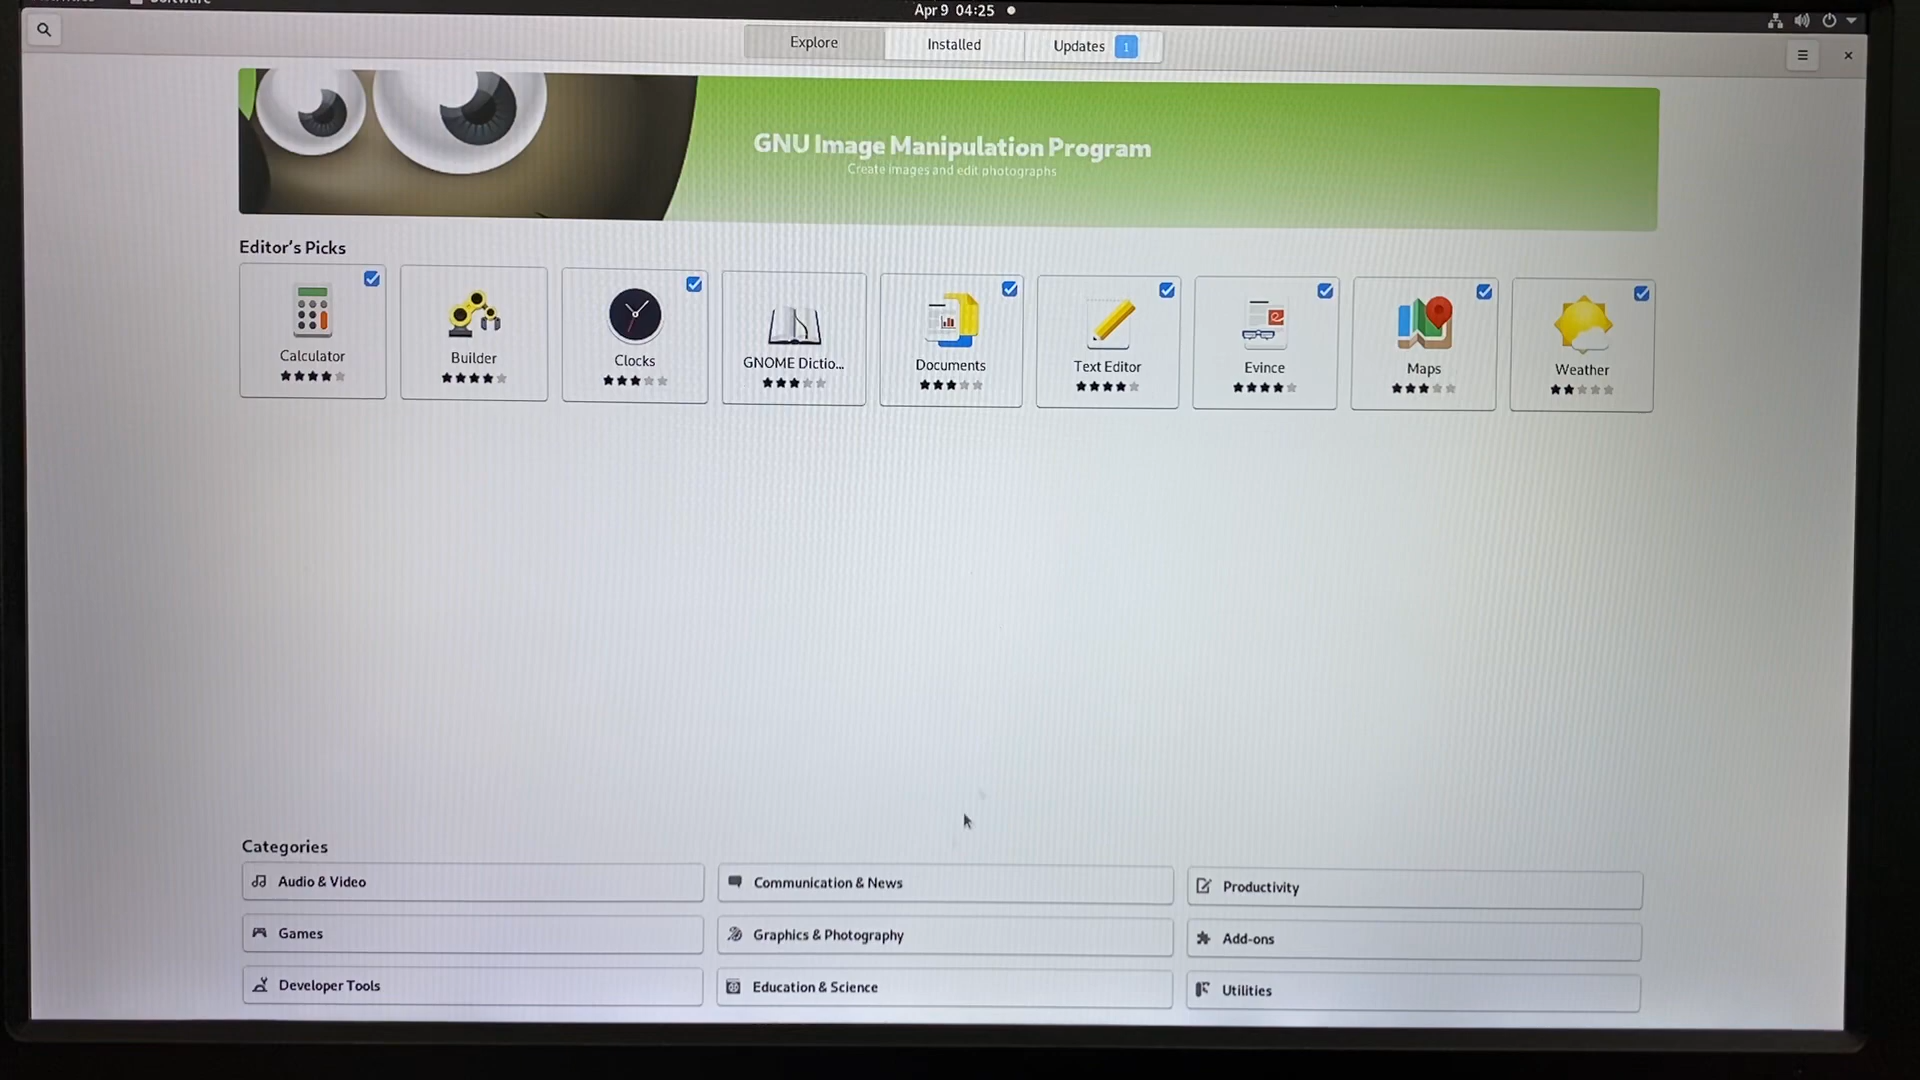 Software
Apr 9 04:25
Explore
Installed
Updates 1
GNU Image Manipulation Program
Create images and edit photographs
Editor's Picks
Calculator
Builder
Clocks
GNOME Dictio...
Documents
Text Editor
Evince
Maps
Weather
Categories
Audio & Video
Communication & News
Productivity
Games
Graphics & Photography
Add-ons
Developer Tools
Education & Science
Utilities